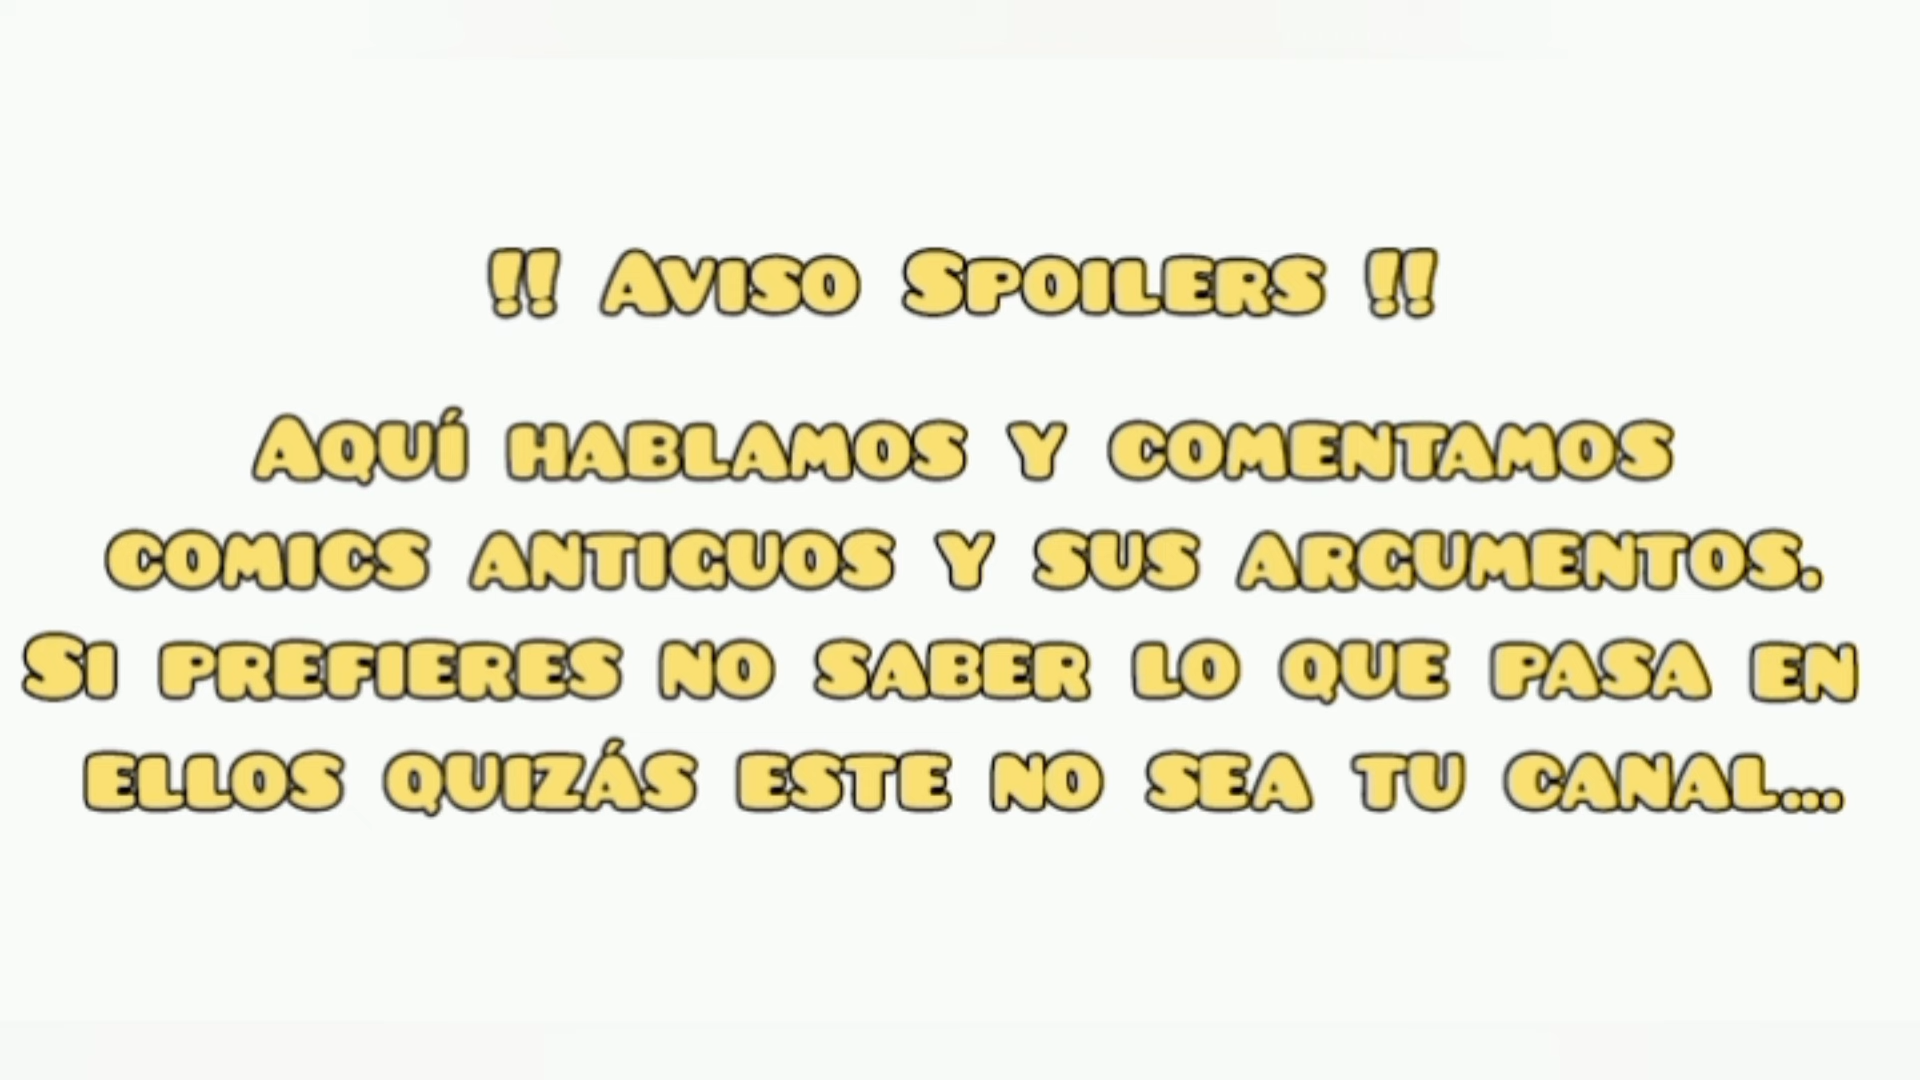 !! Aviso Spoilers !!
Aquí hablamos y comentamos
comics antiguos y sus argumentos.
Si prefieres no saber lo que pasa en
ellos quizás este no sea tu canal...